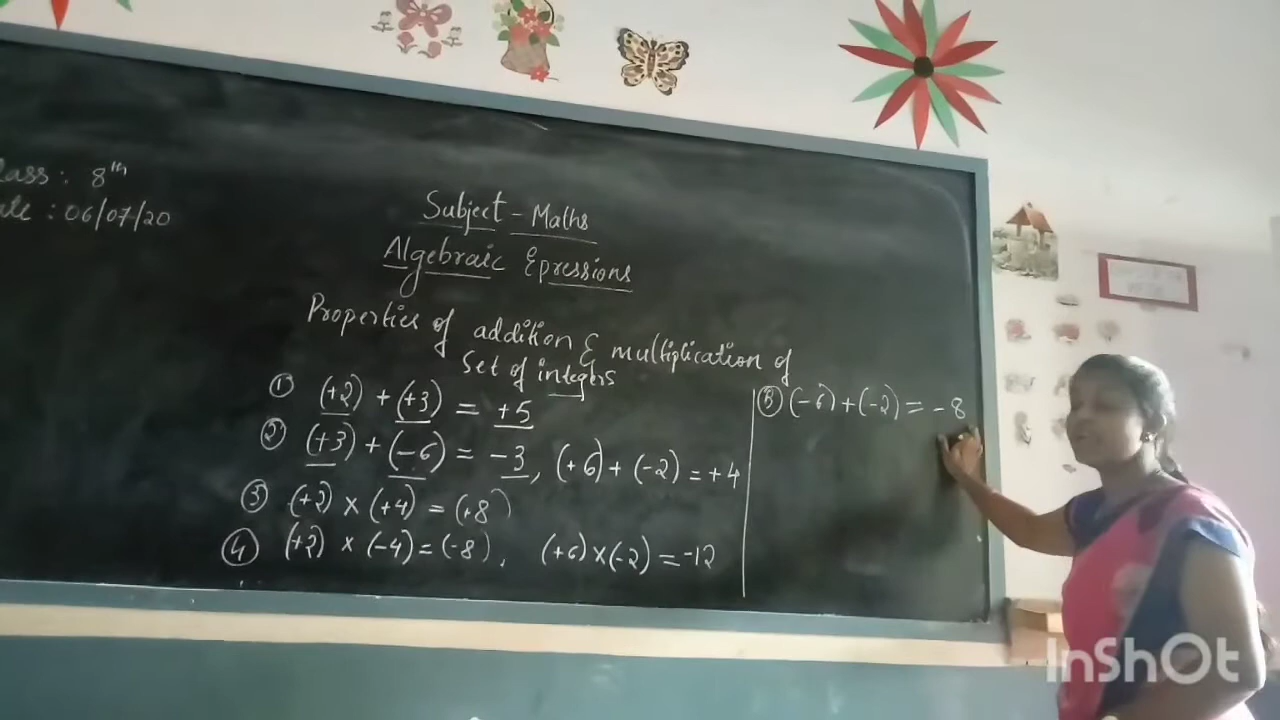 lass : 8th
ate : 06/07/20
Subject - Maths
Algebraic Epressions
Properties of addition & multiplication of
Set of integers
① (+2) + (+3) = +5
② (+3) + (-6) = -3, (+6) + (-2) = +4
③ (+2) × (+4) = (+8)
④ (+2) × (-4) = (-8), (+6) × (-2) = -12
⑤ (-6) + (-2) = -8
InShOt